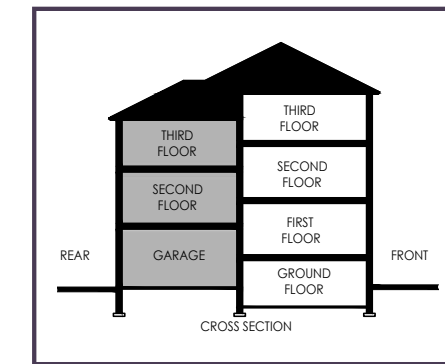 THIRD
FLOOR
THIRD
FLOOR
SECOND
FLOOR
SECOND
FLOOR
FIRST
FLOOR
REAR
GARAGE
FRONT
GROUND
FLOOR
CROSS SECTION